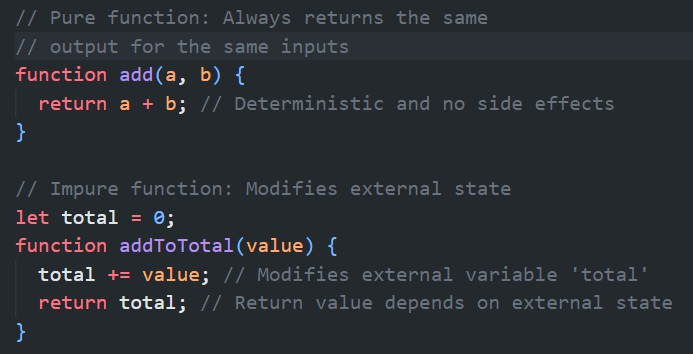 // Pure function: Always returns the same
// output for the same inputs
function add(a, b) {
  return a + b; // Deterministic and no side effects
}

// Impure function: Modifies external state
let total = 0;
function addToTotal(value) {
  total += value; // Modifies external variable 'total'
  return total; // Return value depends on external state
}